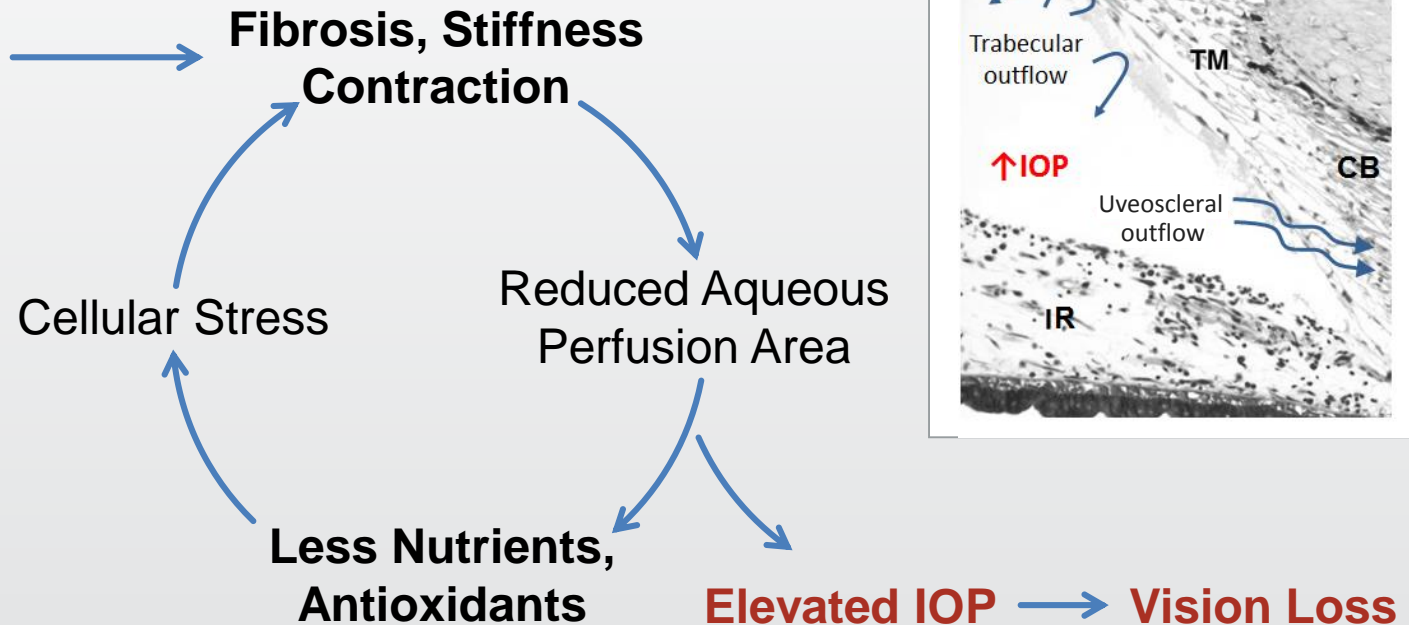 Fibrosis, Stiffness
Contraction
Reduced Aqueous
Perfusion Area
Cellular Stress
Less Nutrients,
Antioxidants
Elevated IOP
Vision Loss
Trabecular
outflow
TM
↑IOP
CB
Uveoscleral
outflow
IR